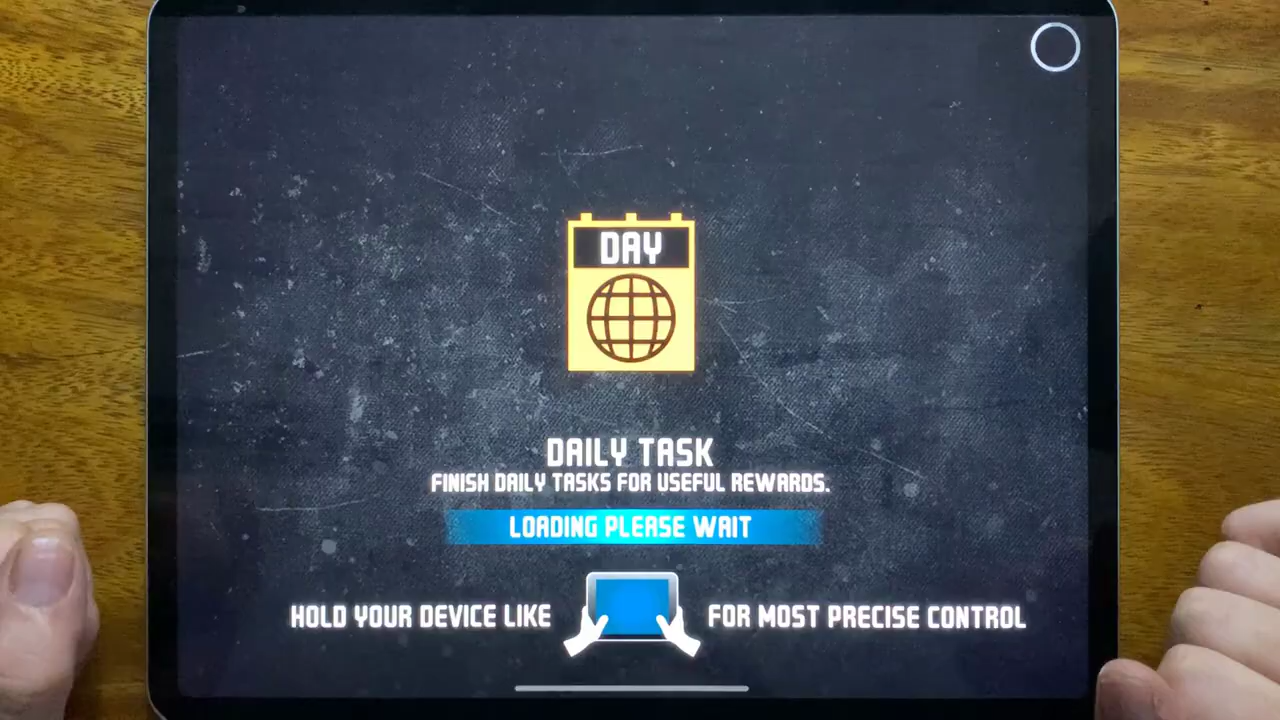 DAY
DAILY TASK
FINISH DAILY TASKS FOR USEFUL REWARDS.
LOADING PLEASE WAIT
HOLD YOUR DEVICE LIKE FOR MOST PRECISE CONTROL